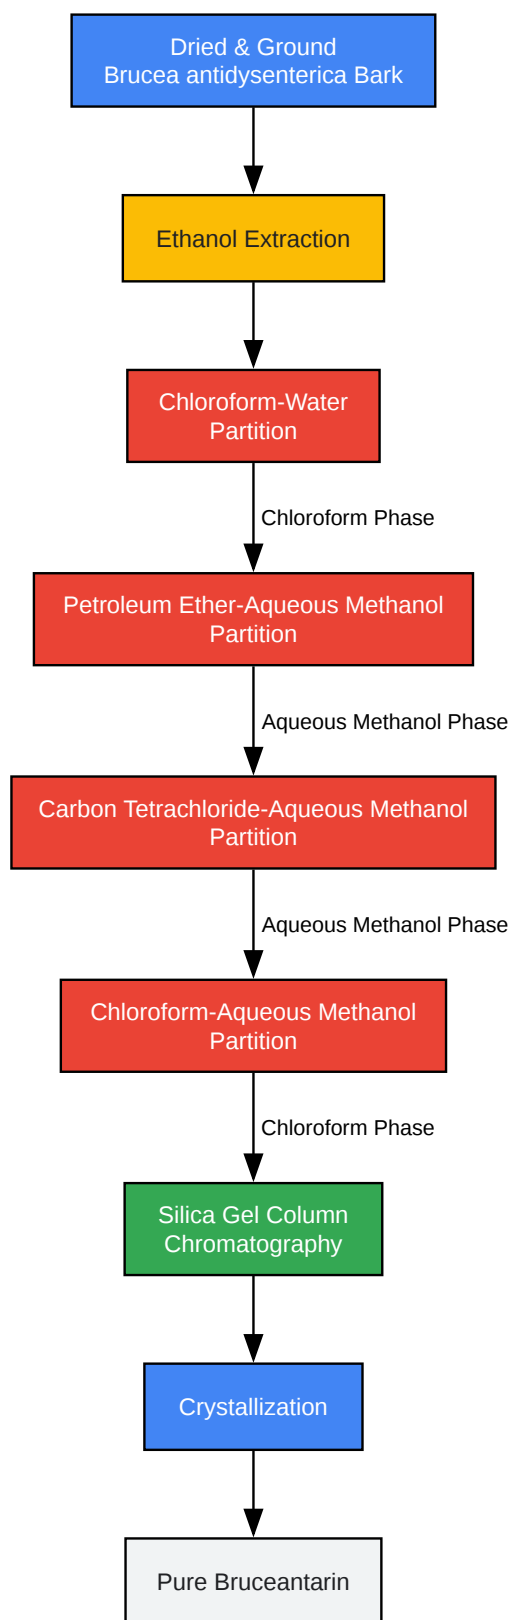 Dried & Ground
Brucea antidysenterica Bark
Ethanol Extraction
Chloroform-Water
Partition
Chloroform Phase
Petroleum Ether-Aqueous Methanol
Partition
Aqueous Methanol Phase
Carbon Tetrachloride-Aqueous Methanol
Partition
Aqueous Methanol Phase
Chloroform-Aqueous Methanol
Partition
Chloroform Phase
Silica Gel Column
Chromatography
Crystallization
Pure Bruceantarin